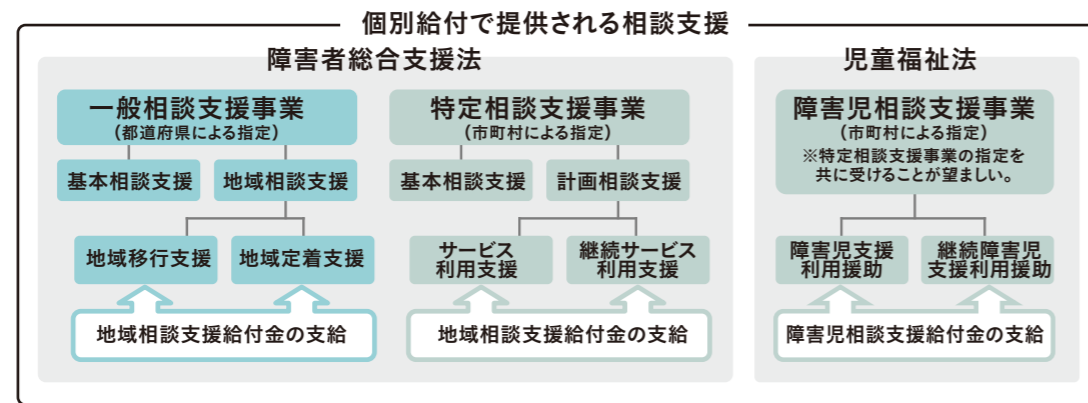 個別給付で提供される相談支援
障害者総合支援法
一般相談支援事業
(都道府県による指定)
基本相談支援
地域相談支援
地域移行支援
地域定着支援
地域相談支援給付金の支給
特定相談支援事業
(市町村による指定)
基本相談支援
計画相談支援
サービス
利用支援
継続サービス
利用支援
地域相談支援給付金の支給
児童福祉法
障害児相談支援事業
(市町村による指定)
※特定相談支援事業の指定を
共に受けることが望ましい。
障害児支援
利用援助
継続障害児
支援利用援助
障害児相談支援給付金の支給